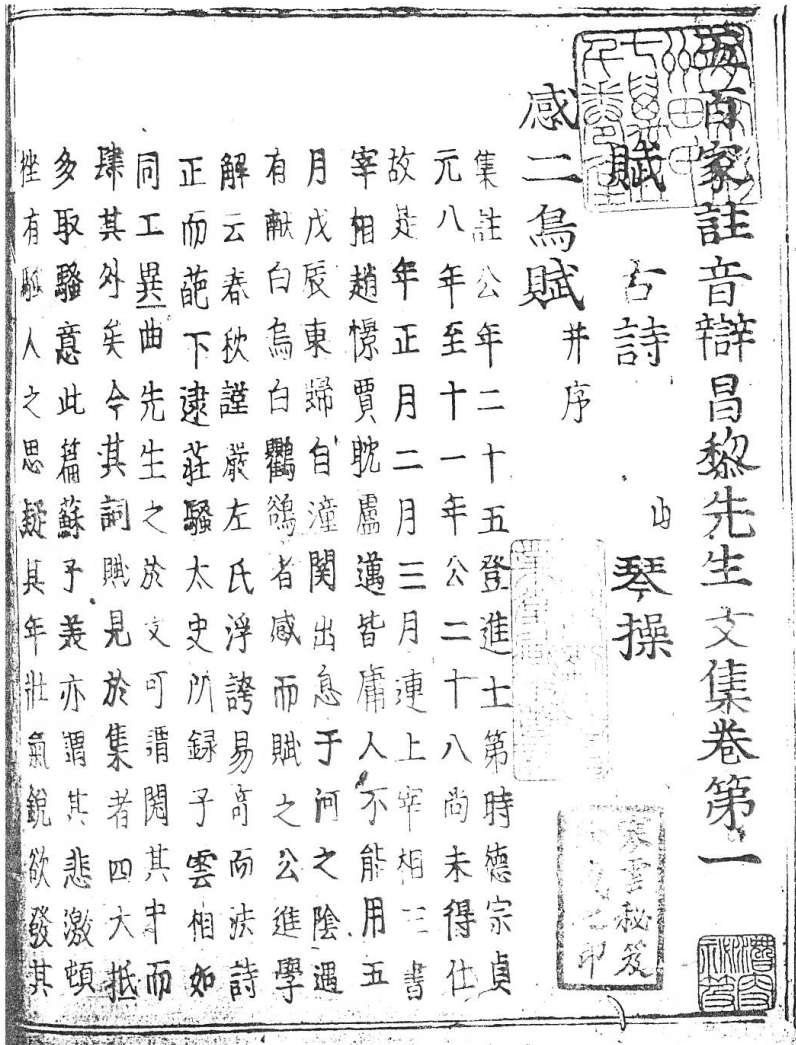 五百家註音辯昌黎先生文集卷第一
賦 古詩 琴操
感二鳥賦 并序
集註公年二十五登進士第時德宗貞
元八年至十一年公二十八尚未得仕
故是年正月二月三月連上宰相三書
宰相趙憬賈耽盧邁皆庸人不能用五
月戊辰東歸自潼関出息于河之陰遇
有獻白烏白鸜鵒者感而賦之公進學
解云春秋謹嚴左氏浮誇易奇而法詩
正而葩下逮莊騷太史所録子雲相如
同工異曲先生之於文可謂閎其中而
肆其外矣今其詞賦見於集者四大抵
多取騷意此篇蘇子美亦謂其悲激頓
挫有騷人之思疑其年壯氣銳欲發其